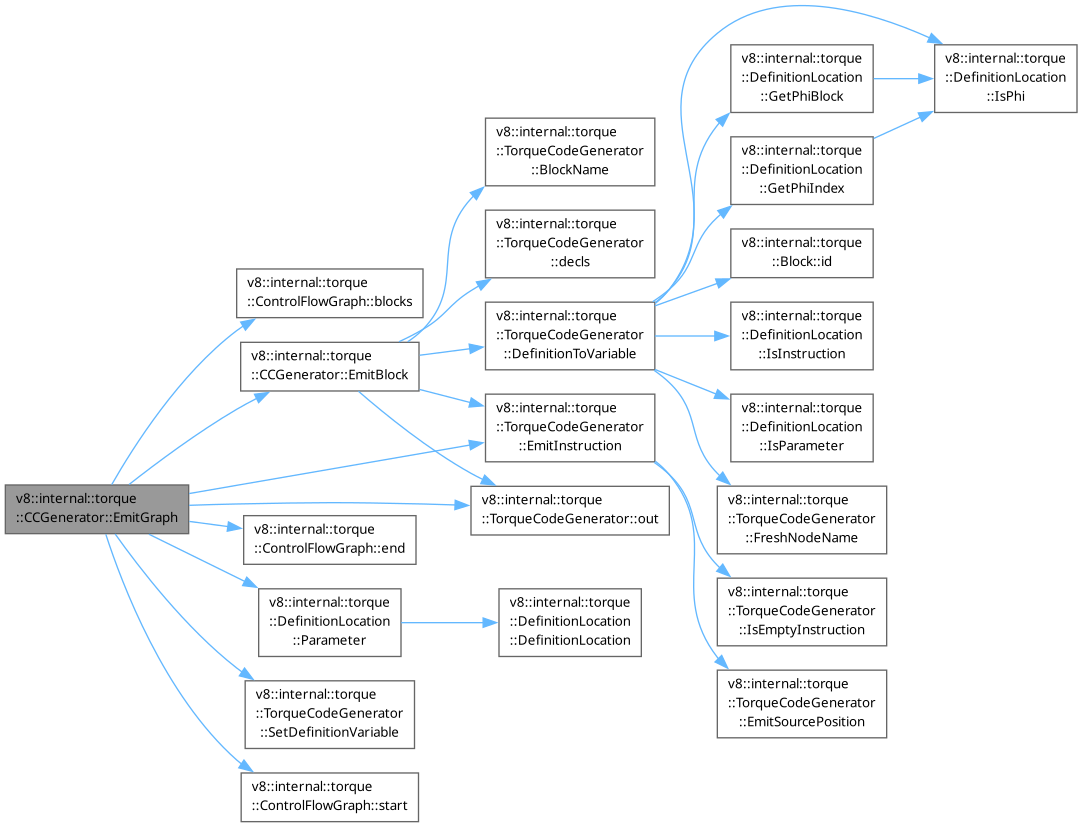 v8::internal::torque
::CCGenerator::EmitGraph
v8::internal::torque
::ControlFlowGraph::blocks
v8::internal::torque
::CCGenerator::EmitBlock
v8::internal::torque
::ControlFlowGraph::end
v8::internal::torque
::DefinitionLocation
::Parameter
v8::internal::torque
::TorqueCodeGenerator
::SetDefinitionVariable
v8::internal::torque
::ControlFlowGraph::start
v8::internal::torque
::TorqueCodeGenerator
::BlockName
v8::internal::torque
::TorqueCodeGenerator
::decls
v8::internal::torque
::TorqueCodeGenerator
::DefinitionToVariable
v8::internal::torque
::TorqueCodeGenerator
::EmitInstruction
v8::internal::torque
::TorqueCodeGenerator::out
v8::internal::torque
::DefinitionLocation
::DefinitionLocation
v8::internal::torque
::DefinitionLocation
::GetPhiBlock
v8::internal::torque
::DefinitionLocation
::GetPhiIndex
v8::internal::torque
::Block::id
v8::internal::torque
::DefinitionLocation
::IsInstruction
v8::internal::torque
::DefinitionLocation
::IsParameter
v8::internal::torque
::TorqueCodeGenerator
::FreshNodeName
v8::internal::torque
::TorqueCodeGenerator
::IsEmptyInstruction
v8::internal::torque
::TorqueCodeGenerator
::EmitSourcePosition
v8::internal::torque
::DefinitionLocation
::IsPhi